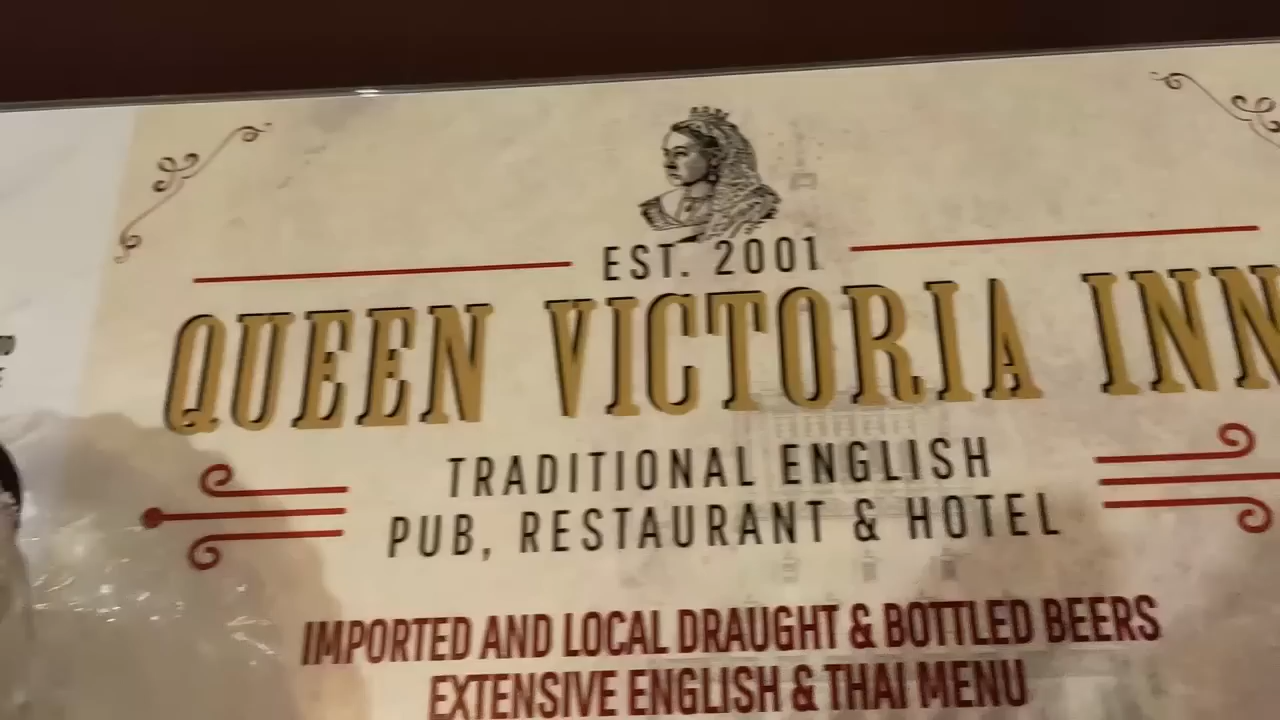 EST. 2001
QUEEN VICTORIA INN
TRADITIONAL ENGLISH
PUB, RESTAURANT & HOTEL
IMPORTED AND LOCAL DRAUGHT & BOTTLED BEERS
EXTENSIVE ENGLISH & THAI MENU